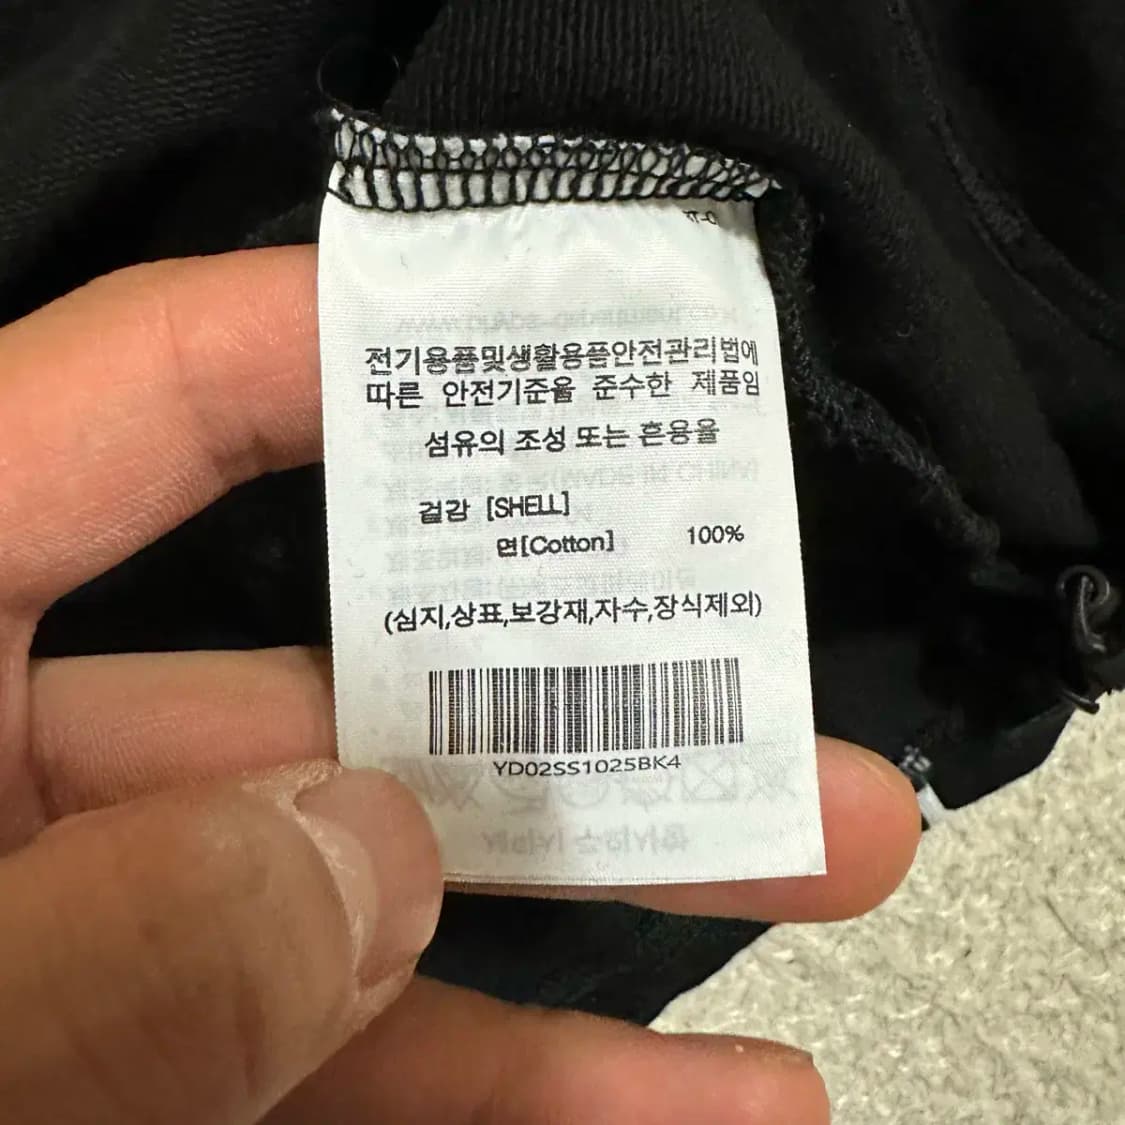 전기용품및생활용품안전관리법에
따른 안전기준을 준수한 제품임
섬유의 조성 또는 혼용율
겉감 [SHELL]
면[Cotton] 100%
(심지,상표,보강재,자수,장식제외)
YD02SS1025BK4